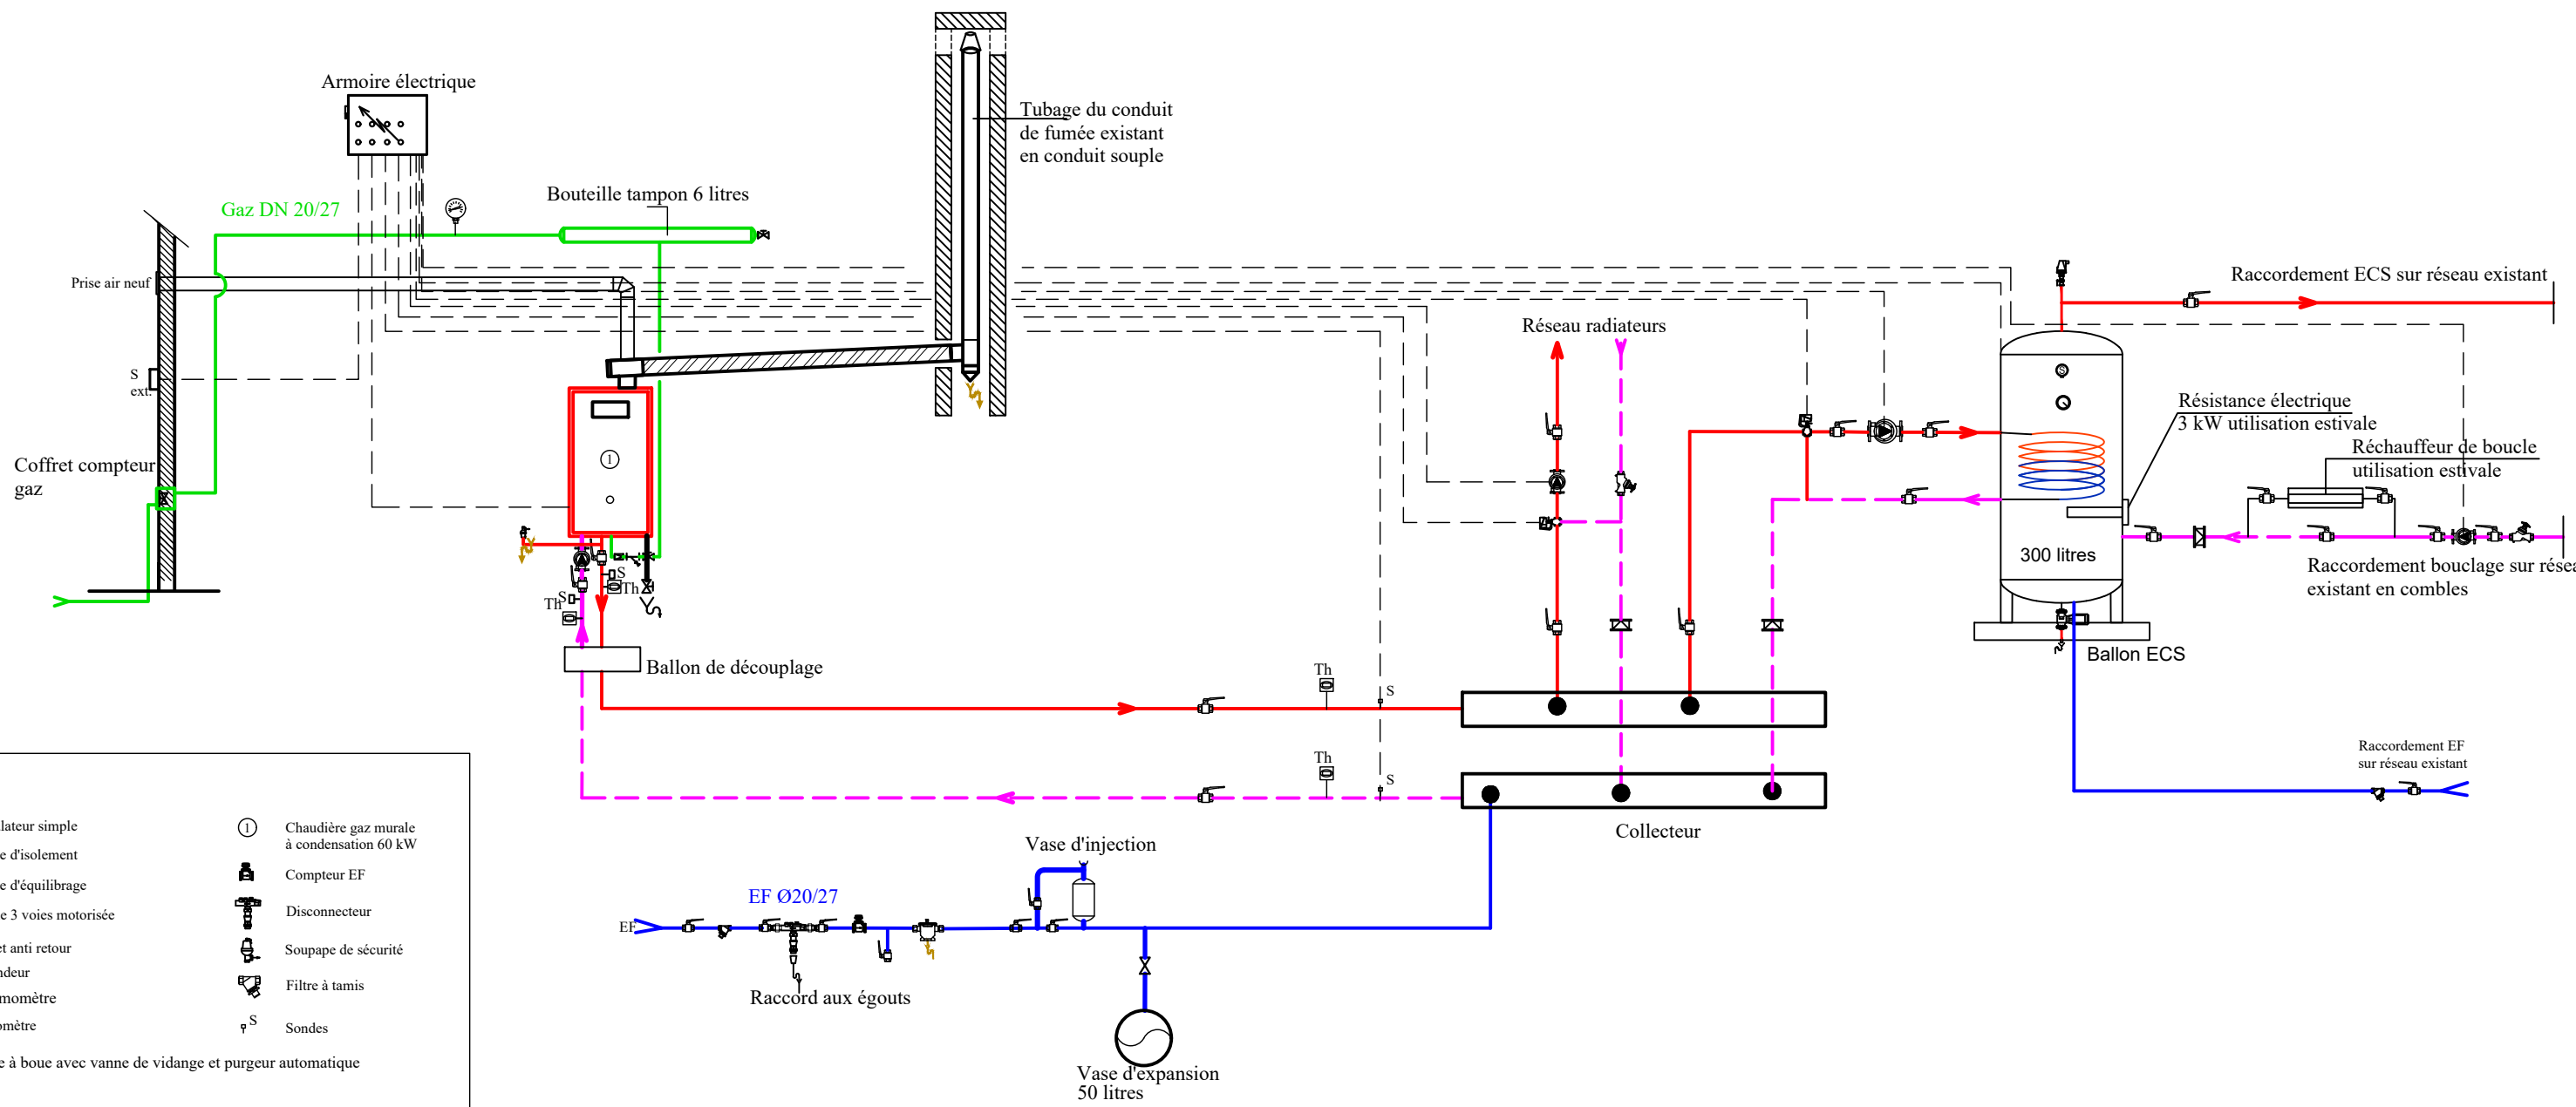 Armoire électrique
Tubage du conduit
de fumée existant
en conduit souple
Gaz DN 20/27
Bouteille tampon 6 litres
Prise air neuf
S
ext.
Coffret compteur
gaz
1
S
Th
S
Th
Ballon de découplage
Réseau radiateurs
Raccordement ECS sur réseau existant
S
Résistance électrique
3 kW utilisation estivale
Réchauffeur de boucle
utilisation estivale
300 litres
Raccordement bouclage sur résea
existant en combles
Ballon ECS
Th
S
Th
S
Collecteur
Raccordement EF
sur réseau existant
Vase d'injection
EF Ø20/27
EF
Raccord aux égouts
Vase d'expansion
50 litres
lateur simple
e d'isolement
e d'équilibrage
e 3 voies motorisée
et anti retour
ndeur
momètre
omètre
e à boue avec vanne de vidange et purgeur automatique
1
Chaudière gaz murale
à condensation 60 kW
Compteur EF
Disconnecteur
Soupape de sécurité
Filtre à tamis
S
Sondes